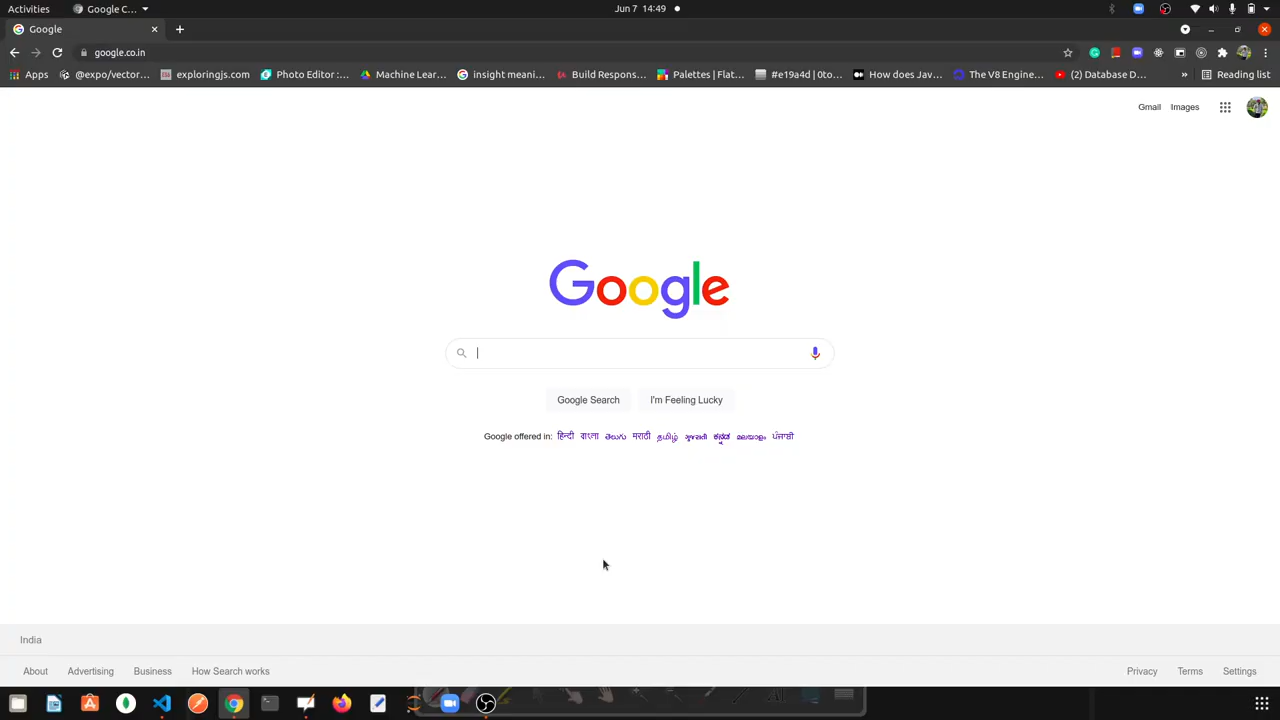 Activities Google C... Jun 7 14:49
Google
google.co.in
Apps @expo/vector... exploringjs.com Photo Editor :... Machine Lear... insight meani... Build Respons... Palettes | Flat... #e19a4d | 0to... How does Jav... The V8 Engine... (2) Database D... » Reading list
Gmail Images
Google
Google Search I'm Feeling Lucky
Google offered in: हिन्दी বাংলা తెలుగు मराठी தமிழ் ગુજરાતી ಕನ್ನಡ മലയാളം ਪੰਜਾਬੀ
India
About Advertising Business How Search works Privacy Terms Settings